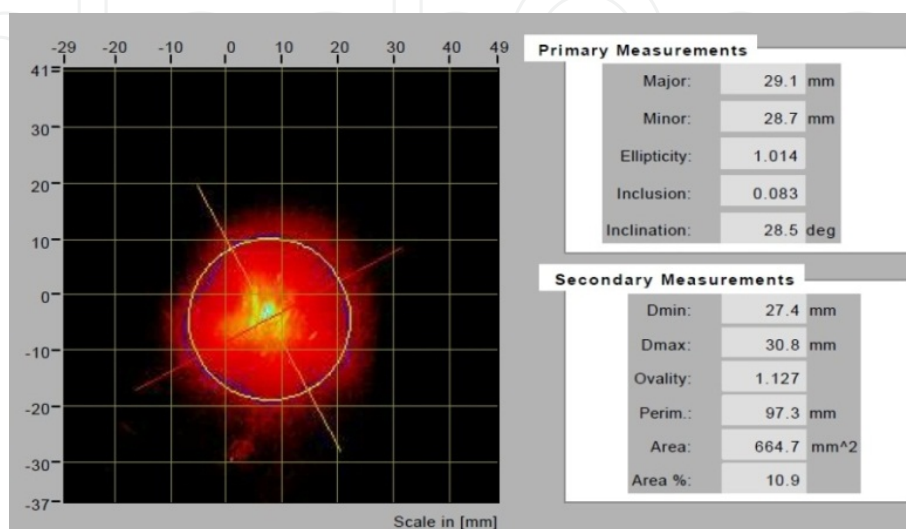 -29 -20 0 10 20 30 40 49
Primary Measurements
41
30
20
10
0
-10
-20
-30
-37
Scale in [mm]
Major: 29.1 mm
Minor: 28.7 mm
Ellipticity: 1.014
Inclusion: 0.083
Inclination: 28.5 deg
Secondary Measurements
Dmin: 27.4 mm
Dmax: 30.8 mm
Ovality: 1.127
Perim.: 97.3 mm
Area: 664.7 mm^2
Area %: 10.9